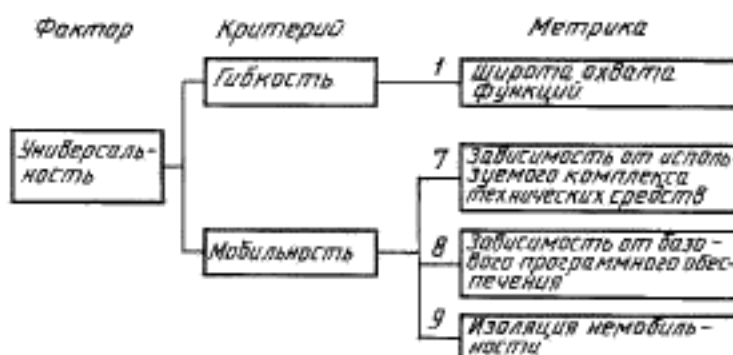 Фактор Критерий Метрика
Гибкость
1
Широта охвата
функций
Универсаль-
ность
7
Зависимость от исполь
зуемого комплекса
технических средств
Мобильность
8
Зависимость от базо-
вого программного обес-
печения
9
Изоляция немобиль-
ности